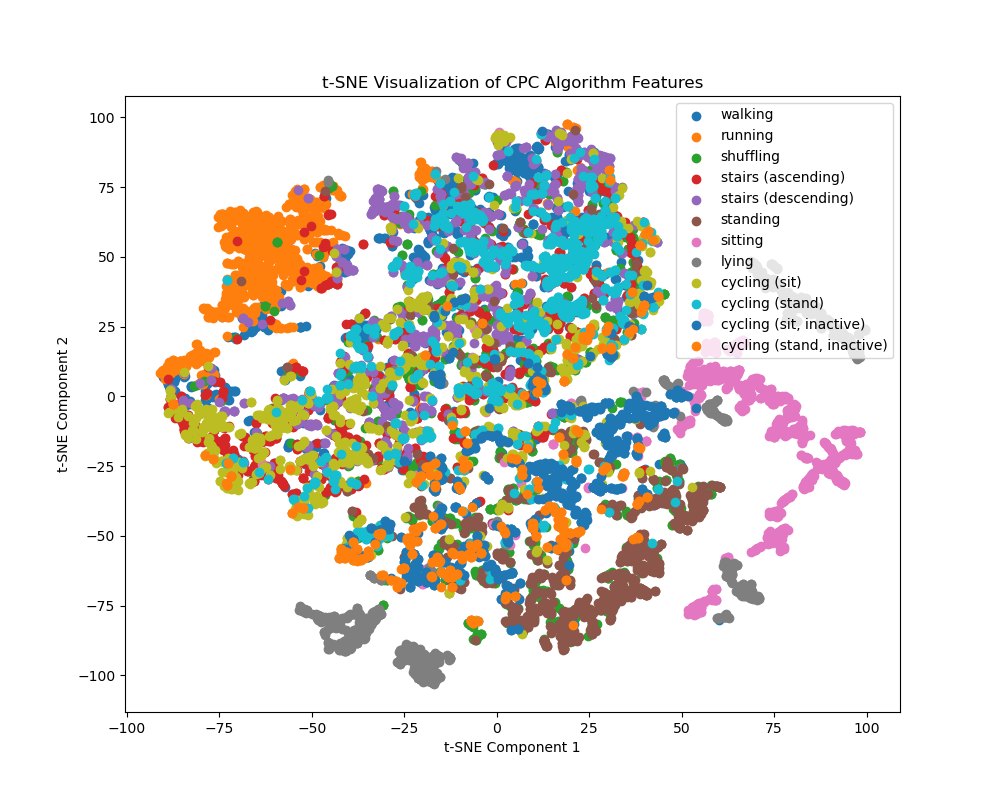 t-SNE Visualization of CPC Algorithm Features
walking
running
shuffling
stairs (ascending)
stairs (descending)
standing
sitting
lying
cycling (sit)
cycling (stand)
cycling (sit, inactive)
cycling (stand, inactive)
t-SNE Component 2
100
75
50
25
0
−25
−50
−75
−100
−100 −75 −50 −25 0 25 50 75 100
t-SNE Component 1